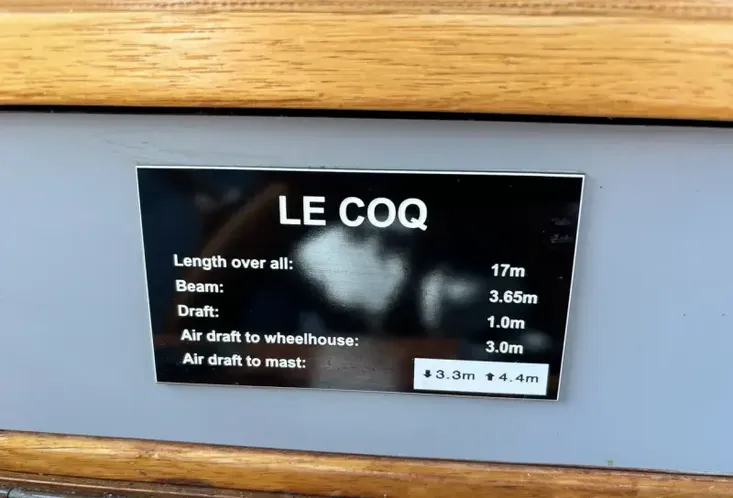 LE COQ
Length over all: 17m
Beam: 3.65m
Draft: 1.0m
Air draft to wheelhouse: 3.0m
Air draft to mast: ⬇3.3m ⬆4.4m